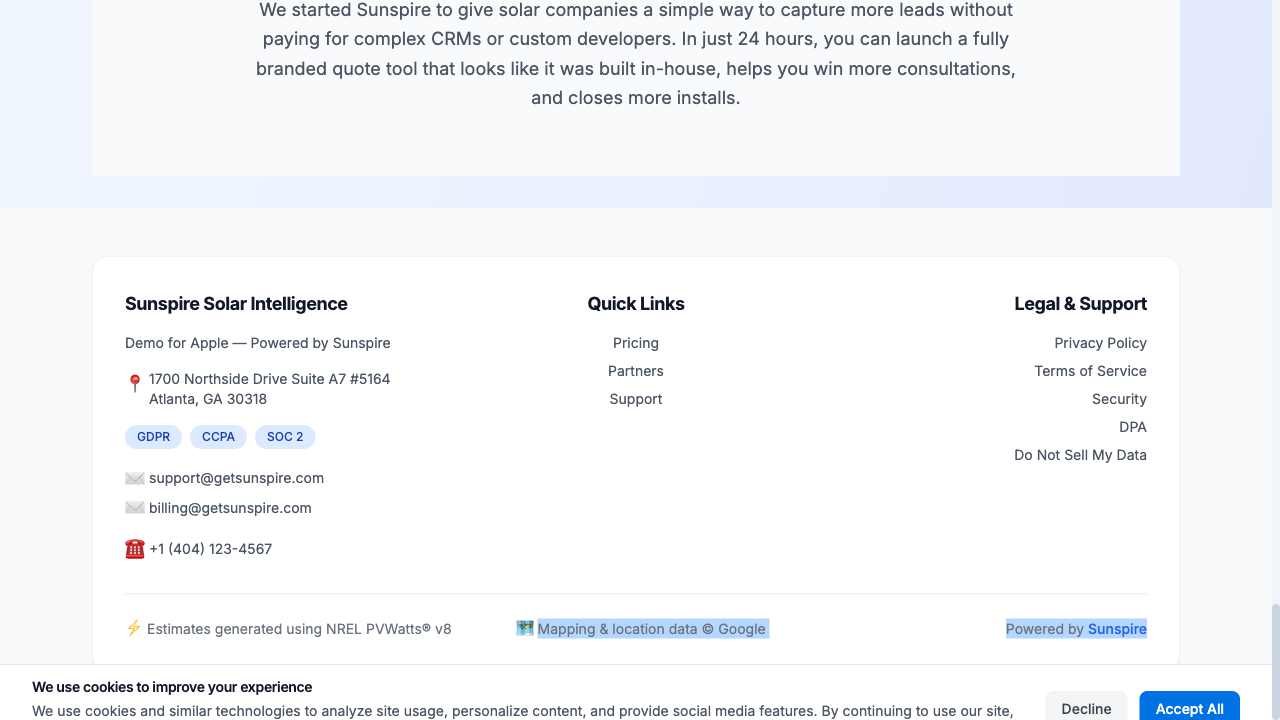 We started Sunspire to give solar companies a simple way to capture more leads without
paying for complex CRMs or custom developers. In just 24 hours, you can launch a fully
branded quote tool that looks like it was built in-house, helps you win more consultations,
and closes more installs.
Sunspire Solar Intelligence
Demo for Apple — Powered by Sunspire
1700 Northside Drive Suite A7 #5164
Atlanta, GA 30318
GDPR CCPA SOC 2
support@getsunspire.com
billing@getsunspire.com
+1 (404) 123-4567
Quick Links
Pricing
Partners
Support
Legal & Support
Privacy Policy
Terms of Service
Security
DPA
Do Not Sell My Data
Estimates generated using NREL PVWatts® v8
Mapping & location data © Google
Powered by Sunspire
We use cookies to improve your experience
We use cookies and similar technologies to analyze site usage, personalize content, and provide social media features. By continuing to use our site,
Decline
Accept All